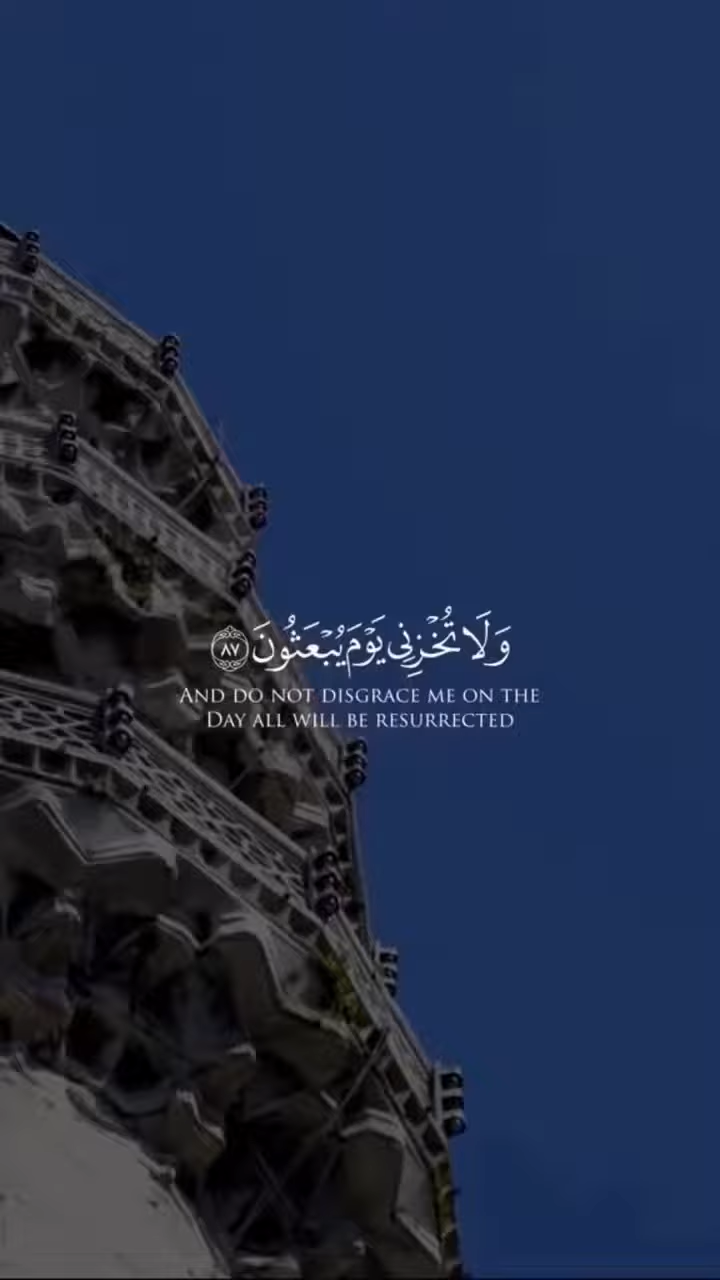 وَلَا تُخْزِنِي يَوْمَ يُبْعَثُونَ ٨٧
AND DO NOT DISGRACE ME ON THE
DAY ALL WILL BE RESURRECTED